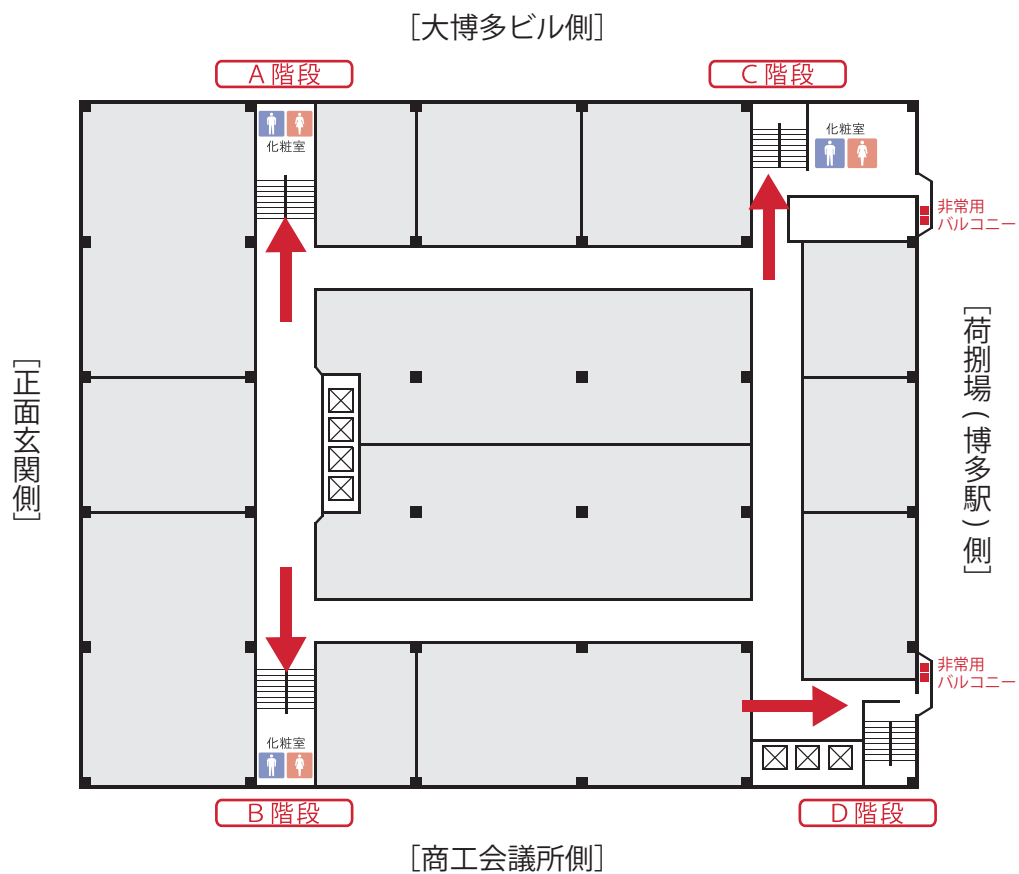 ［大博多ビル側］
A 階段
C 階段
化粧室
化粧室
非常用
バルコニー
［正面玄関側］
［荷捌場(博多駅)側］
非常用
バルコニー
化粧室
B 階段
D 階段
［商工会議所側］